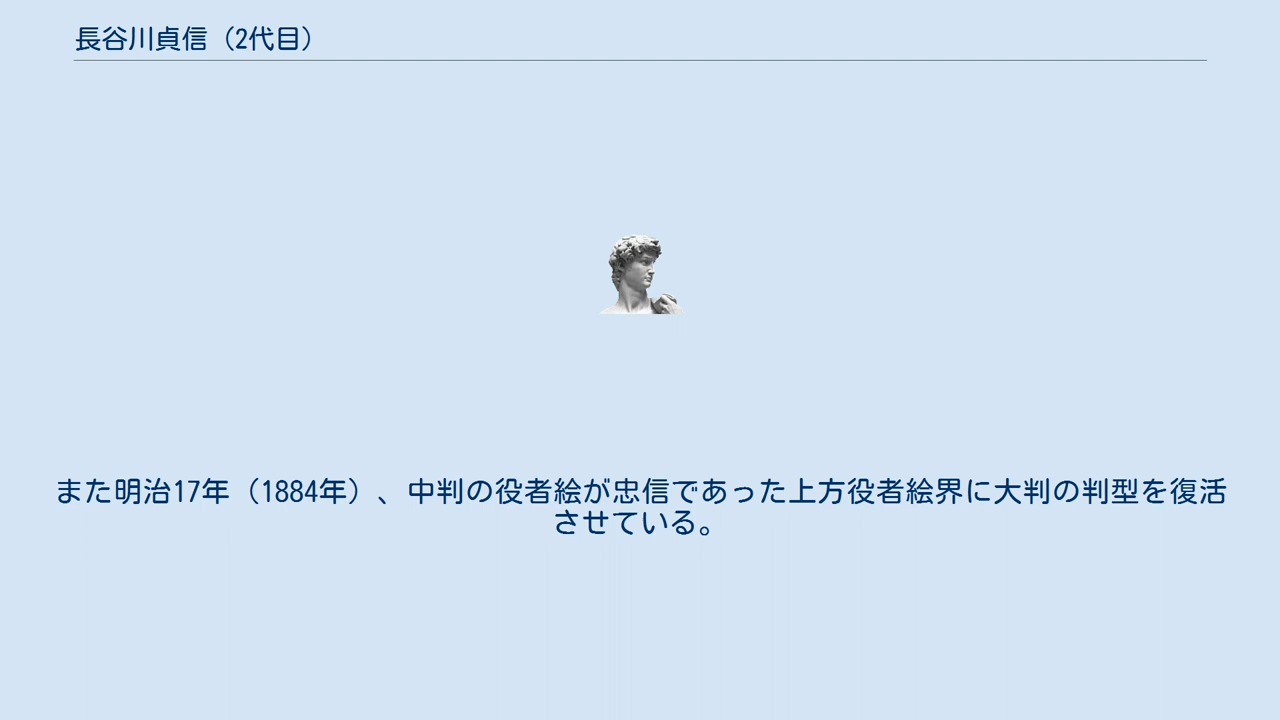 長谷川貞信（2代目）
また明治17年（1884年）、中判の役者絵が忠信であった上方役者絵界に大判の判型を復活
させている。